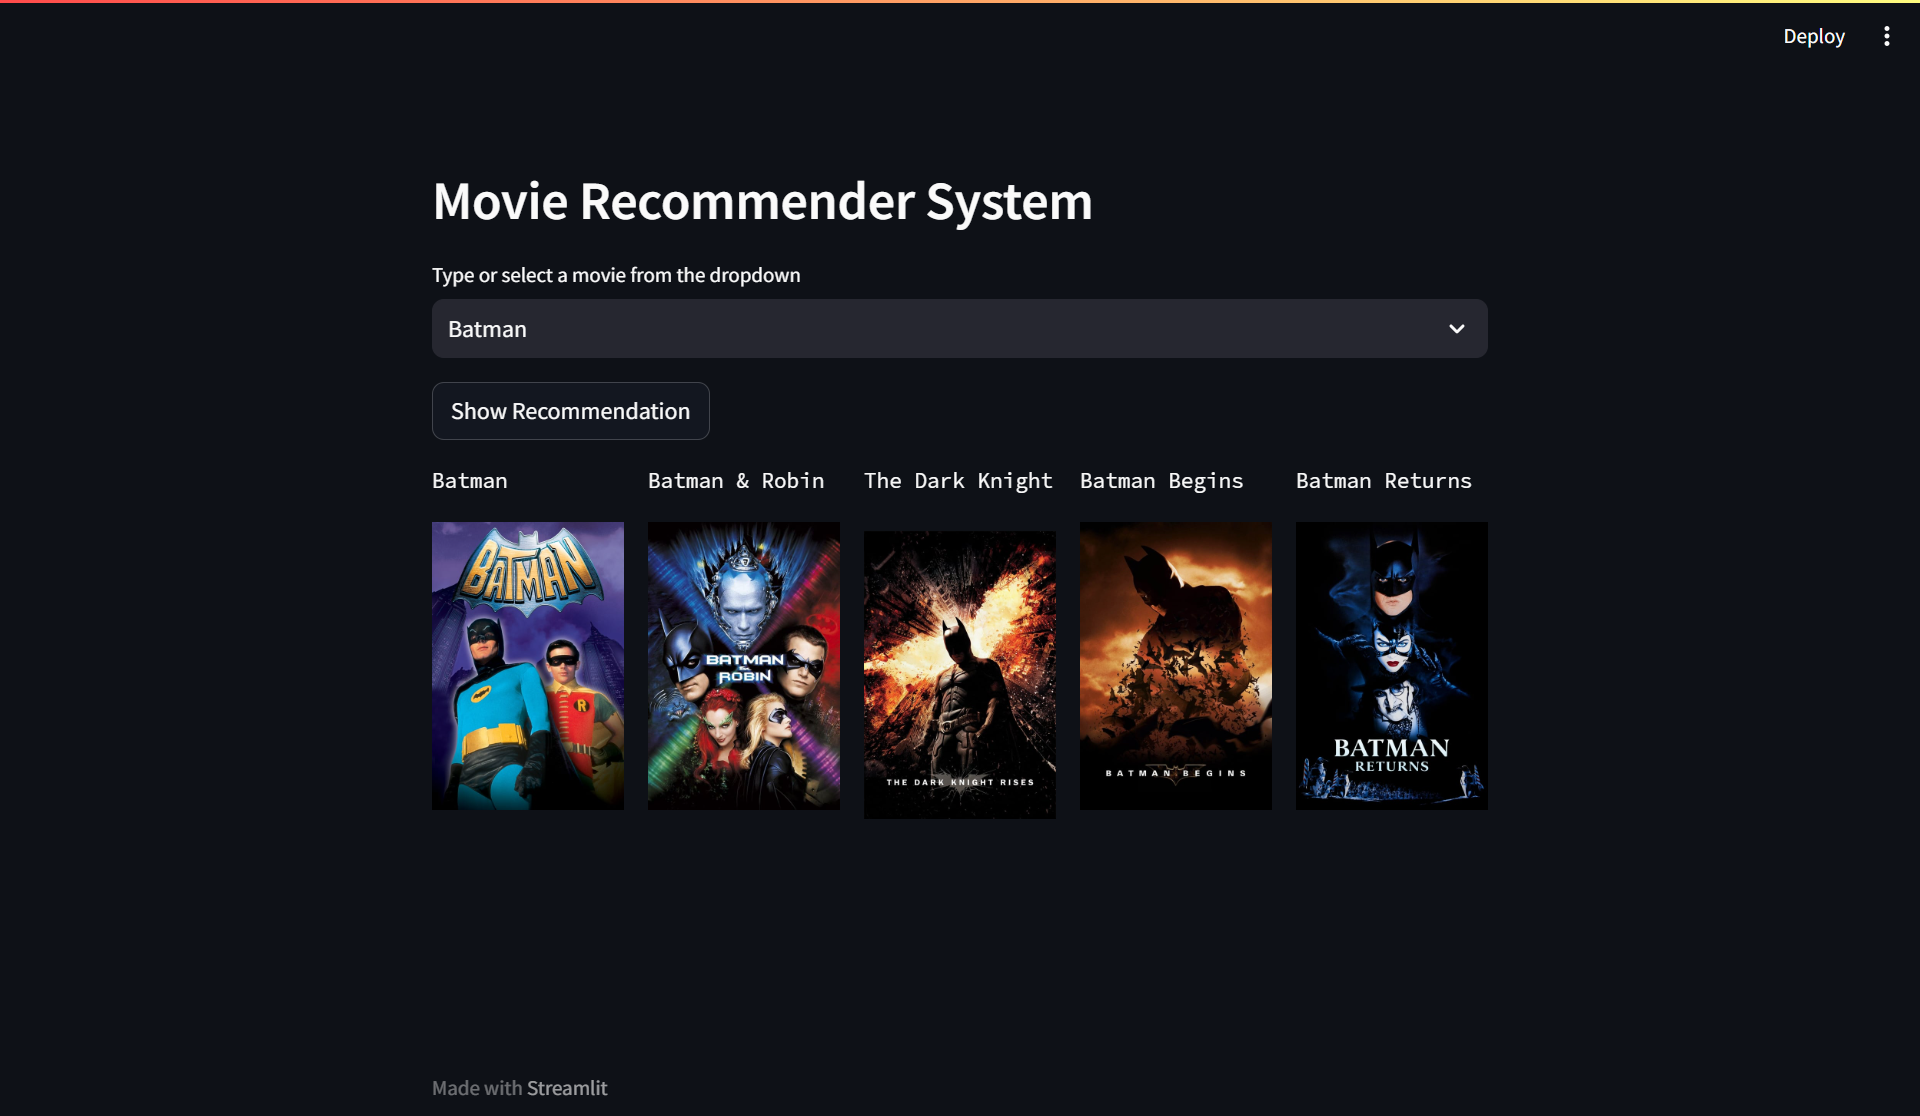 Deploy
Movie Recommender System
Type or select a movie from the dropdown
Batman
Show Recommendation
Batman
Batman & Robin
The Dark Knight
Batman Begins
Batman Returns
BATMAN
R
BATMAN
&
ROBIN
THE DARK KNIGHT RISES
BATMAN BEGINS
BATMAN
RETURNS
Made with Streamlit